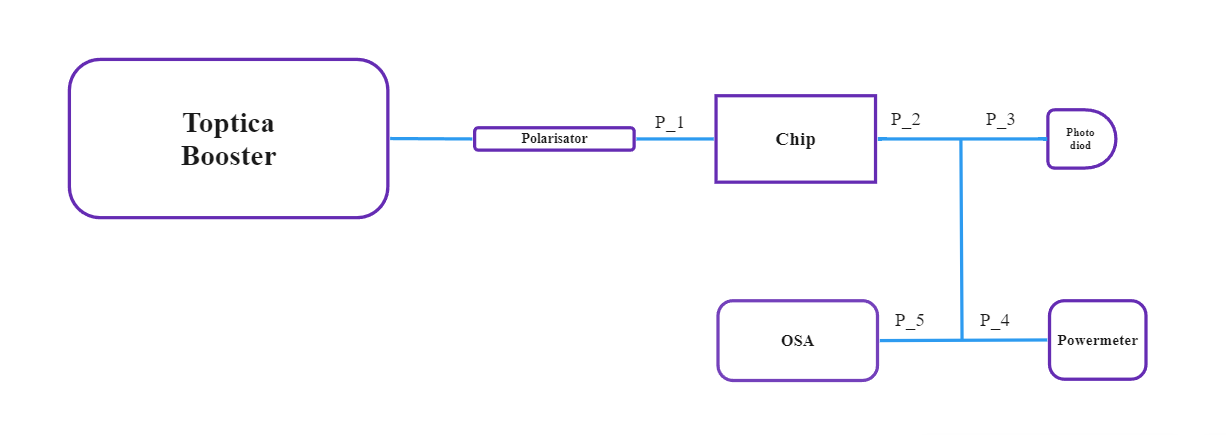 Toptica
Booster
Polarisator
P_1
Chip
P_2
P_3
Photo
diod
OSA
P_5
P_4
Powermeter